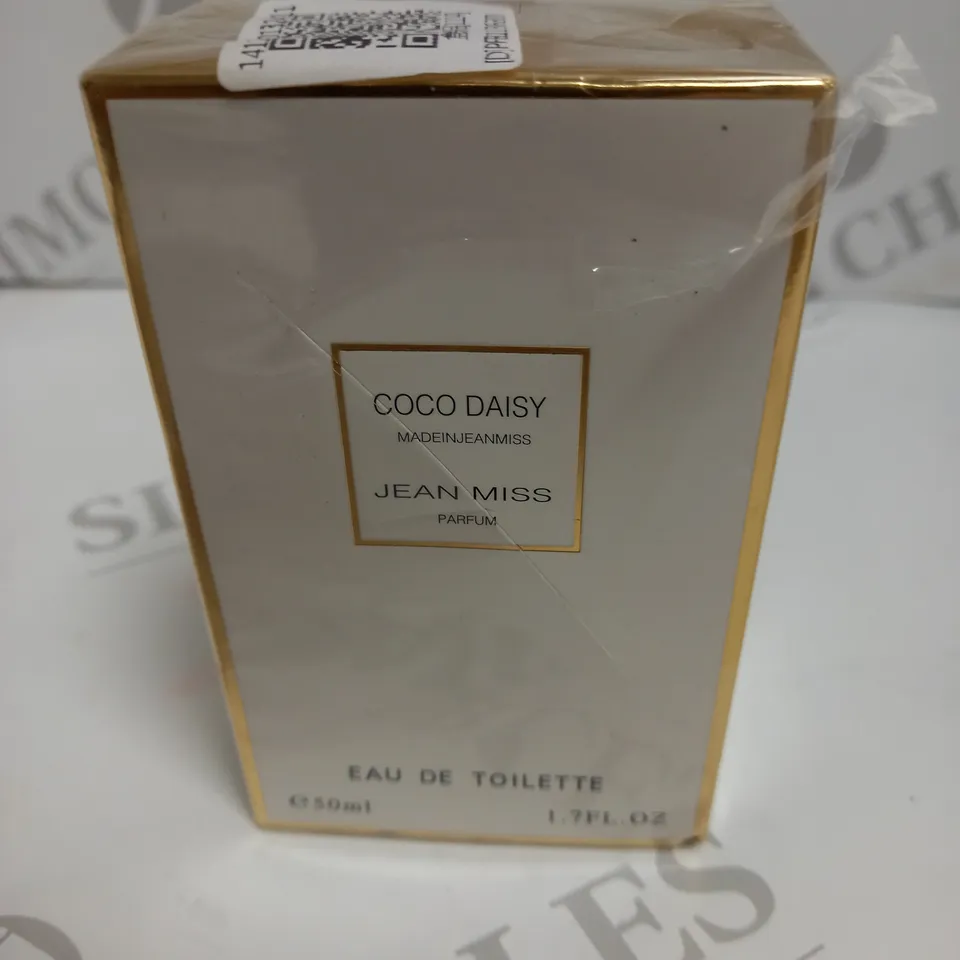 COCO DAISY
MADEINJEANMISS
JEAN MISS
PARFUM
EAU DE TOILETTE
℮50ml 1.7FL.OZ